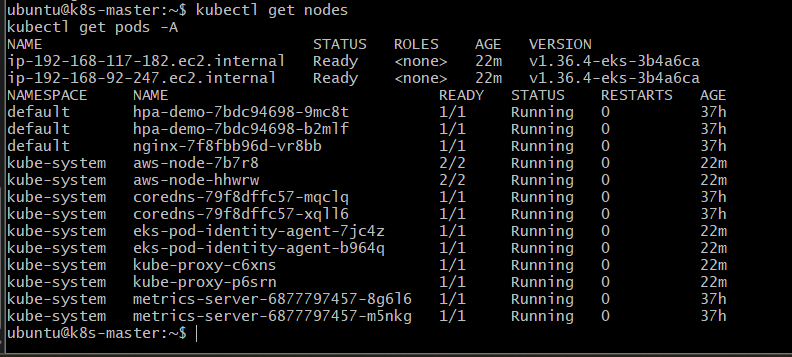 ubuntu@k8s-master:~$ kubectl get nodes
kubectl get pods -A
NAME STATUS ROLES AGE VERSION
ip-192-168-117-182.ec2.internal Ready <none> 22m v1.36.4-eks-3b4a6ca
ip-192-168-92-247.ec2.internal Ready <none> 22m v1.36.4-eks-3b4a6ca
NAMESPACE NAME READY STATUS RESTARTS AGE
default hpa-demo-7bdc94698-9mc8t 1/1 Running 0 37h
default hpa-demo-7bdc94698-b2mlf 1/1 Running 0 37h
default nginx-7f8fbb96d-vr8bb 1/1 Running 0 37h
kube-system aws-node-7b7r8 2/2 Running 0 22m
kube-system aws-node-hhwrw 2/2 Running 0 22m
kube-system coredns-79f8dffc57-mqclq 1/1 Running 0 37h
kube-system coredns-79f8dffc57-xqll6 1/1 Running 0 37h
kube-system eks-pod-identity-agent-7jc4z 1/1 Running 0 22m
kube-system eks-pod-identity-agent-b964q 1/1 Running 0 22m
kube-system kube-proxy-c6xns 1/1 Running 0 22m
kube-system kube-proxy-p6srn 1/1 Running 0 22m
kube-system metrics-server-6877797457-8g6l6 1/1 Running 0 37h
kube-system metrics-server-6877797457-m5nkg 1/1 Running 0 37h
ubuntu@k8s-master:~$